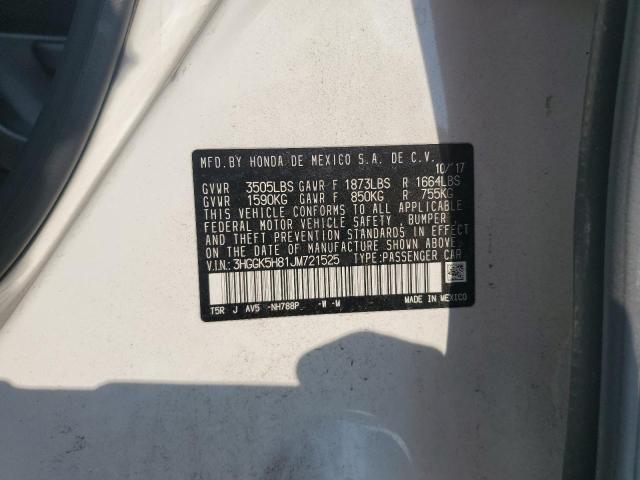 MFD.BY HONDA DE MEXICO S.A. DE C.V.
10/17
GVWR 3505LBS GAWR F 1873LBS R 1664LBS
GVWR 1590KG GAWR F 850KG R 755KG
THIS VEHICLE CONFORMS TO ALL APPLICABLE
FEDERAL MOTOR VEHICLE SAFETY, BUMPER,
& THEFT PREVENTION STANDARDS IN EFFECT
ON THE DATE OF MANUFACTURE SHOWN ABOVE.
V.I.N.: 3HGGK5H81JM721525 TYPE:PASSENGER CAR
T5R J AV5 -NH788P -W -M
MADE IN MEXICO